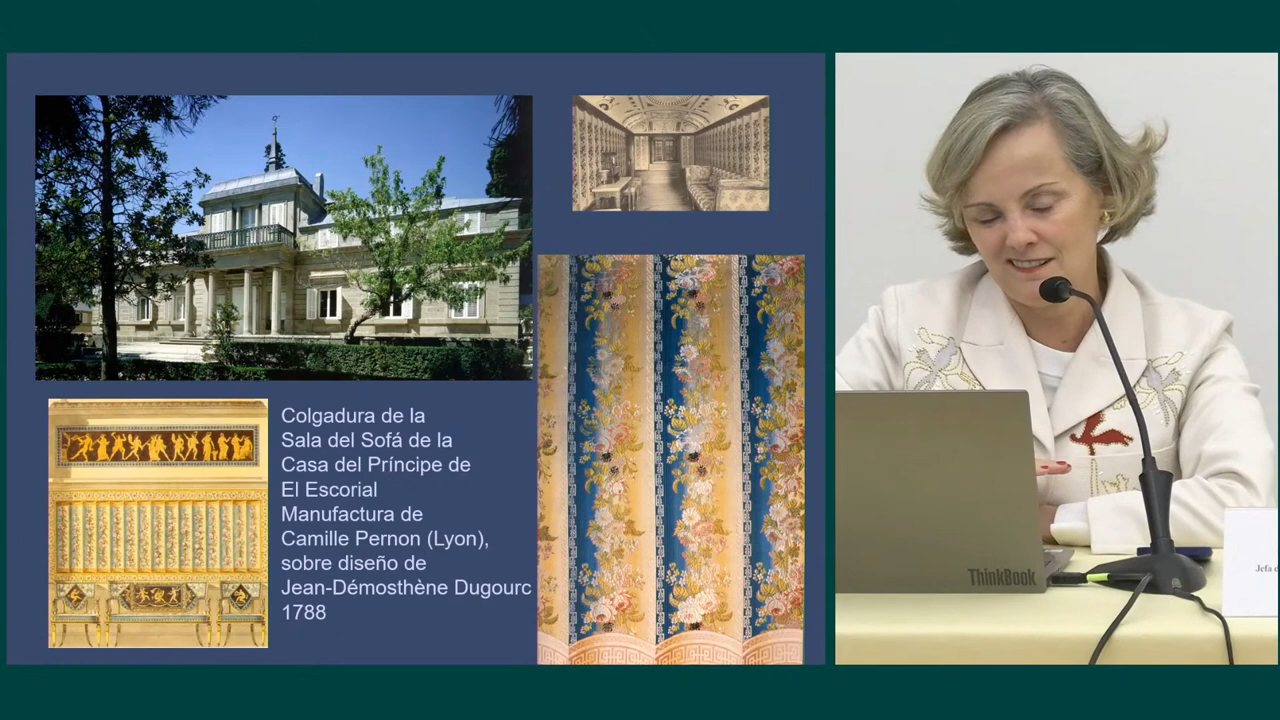 Colgadura de la
Sala del Sofá de la
Casa del Príncipe de
El Escorial
Manufactura de
Camille Pernon (Lyon),
sobre diseño de
Jean-Démosthène Dugourc
1788
ThinkBook
Jefa d